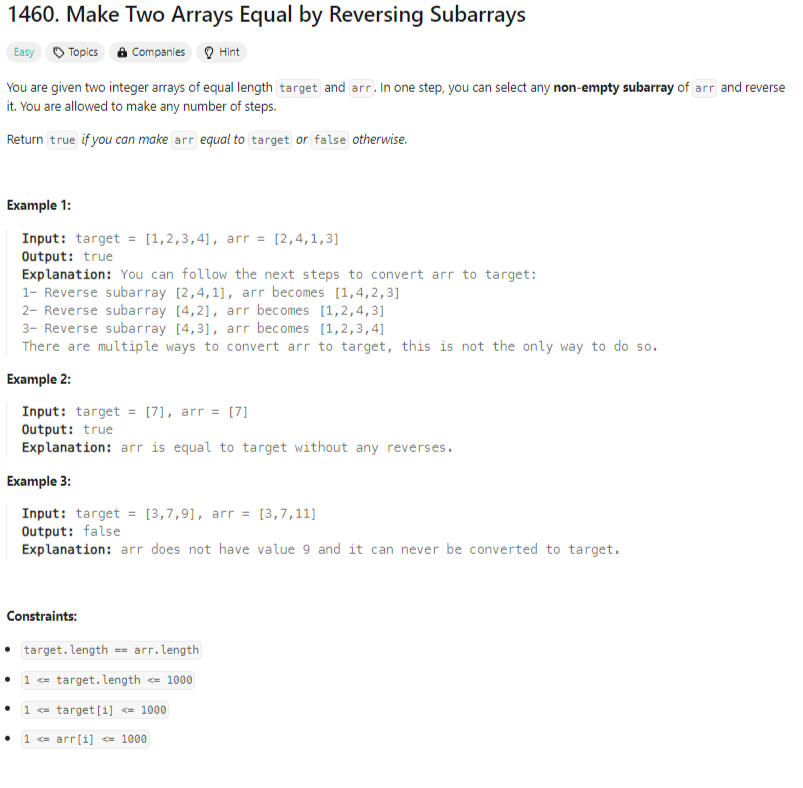 1460. Make Two Arrays Equal by Reversing Subarrays
Easy Topics Companies Hint
You are given two integer arrays of equal length target and arr. In one step, you can select any non-empty subarray of arr and reverse
it. You are allowed to make any number of steps.
Return true if you can make arr equal to target or false otherwise.
Example 1:
Input: target = [1,2,3,4], arr = [2,4,1,3]
Output: true
Explanation: You can follow the next steps to convert arr to target:
1- Reverse subarray [2,4,1], arr becomes [1,4,2,3]
2- Reverse subarray [4,2], arr becomes [1,2,4,3]
3- Reverse subarray [4,3], arr becomes [1,2,3,4]
There are multiple ways to convert arr to target, this is not the only way to do so.
Example 2:
Input: target = [7], arr = [7]
Output: true
Explanation: arr is equal to target without any reverses.
Example 3:
Input: target = [3,7,9], arr = [3,7,11]
Output: false
Explanation: arr does not have value 9 and it can never be converted to target.
Constraints:
• target.length == arr.length
• 1 <= target.length <= 1000
• 1 <= target[i] <= 1000
• 1 <= arr[i] <= 1000